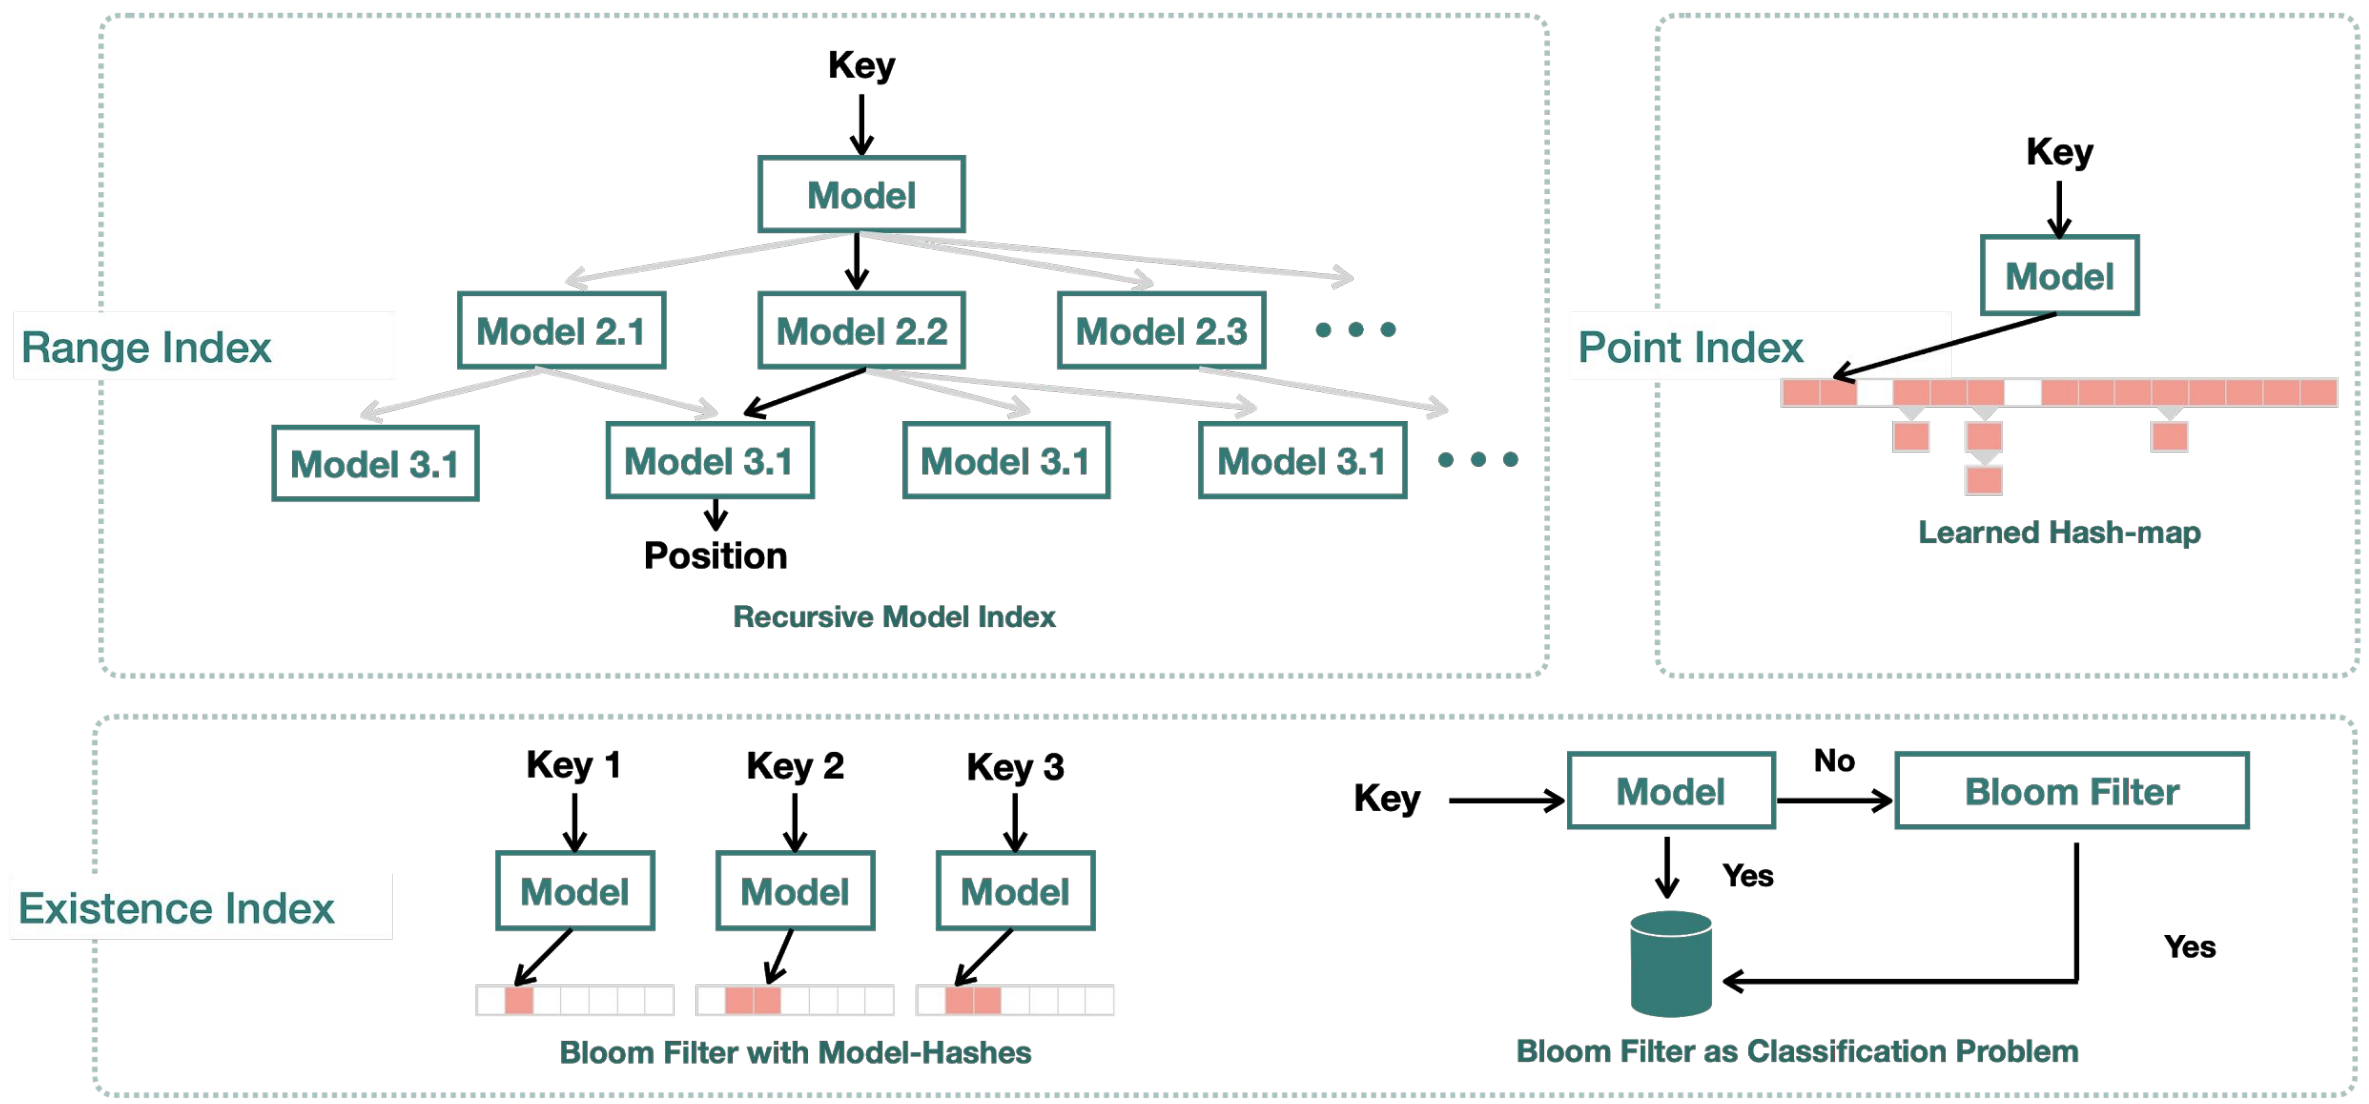 Key
Model
Model 2.1
Model 2.2
Model 2.3
Range Index
Model 3.1
Model 3.1
Model 3.1
Model 3.1
Position
Recursive Model Index
Key
Model
Point Index
Learned Hash-map
Key 1
Key 2
Key 3
Model
Model
Model
Existence Index
Bloom Filter with Model-Hashes
Key
Model
No
Bloom Filter
Yes
Yes
Bloom Filter as Classification Problem